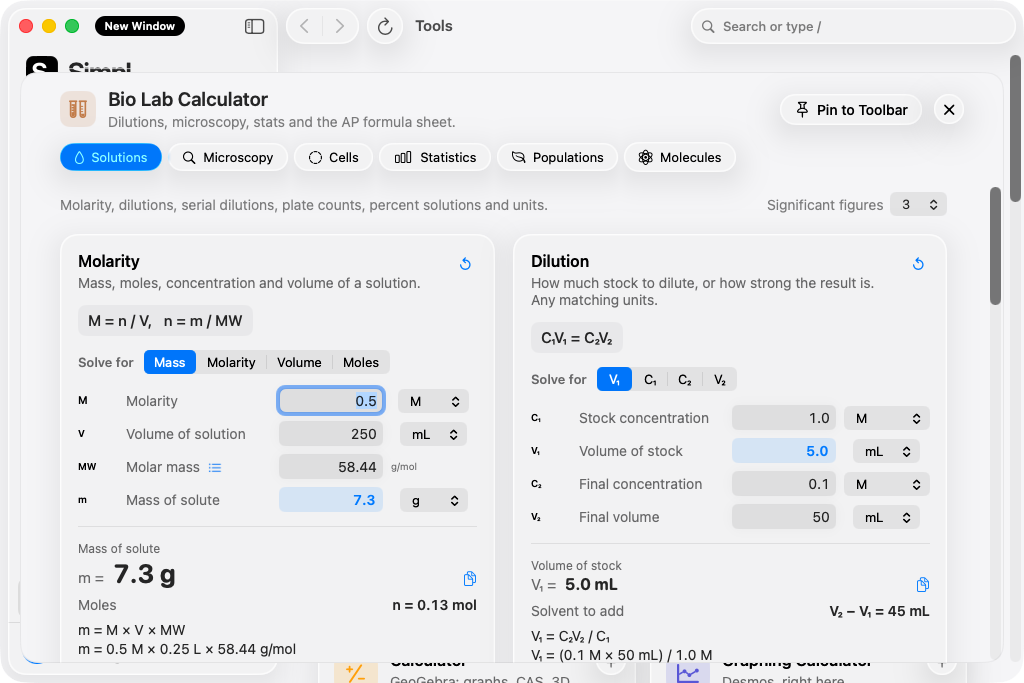 New Window
Tools
Search or type /
Simpl
Bio Lab Calculator
Dilutions, microscopy, stats and the AP formula sheet.
Pin to Toolbar
Solutions
Microscopy
Cells
Statistics
Populations
Molecules
Molarity, dilutions, serial dilutions, plate counts, percent solutions and units.
Significant figures 3
Molarity
Mass, moles, concentration and volume of a solution.
M = n / V, n = m / MW
Solve for Mass Molarity Volume Moles
M Molarity 0.5 M
V Volume of solution 250 mL
MW Molar mass 58.44 g/mol
m Mass of solute 7.3 g
Mass of solute
m = 7.3 g
Moles n = 0.13 mol
m = M × V × MW
m = 0.5 M × 0.25 L × 58.44 g/mol
Dilution
How much stock to dilute, or how strong the result is.
Any matching units.
C₁V₁ = C₂V₂
Solve for V₁ C₁ C₂ V₂
C₁ Stock concentration 1.0 M
V₁ Volume of stock 5.0 mL
C₂ Final concentration 0.1 M
V₂ Final volume 50 mL
Volume of stock
V₁ = 5.0 mL
Solvent to add V₂ − V₁ = 45 mL
V₁ = C₂V₂ / C₁
V₁ = (0.1 M × 50 mL) / 1.0 M
Calculator
GeoGebra: graphs, CAS, 3D
Graphing Calculator
Desmos, right here